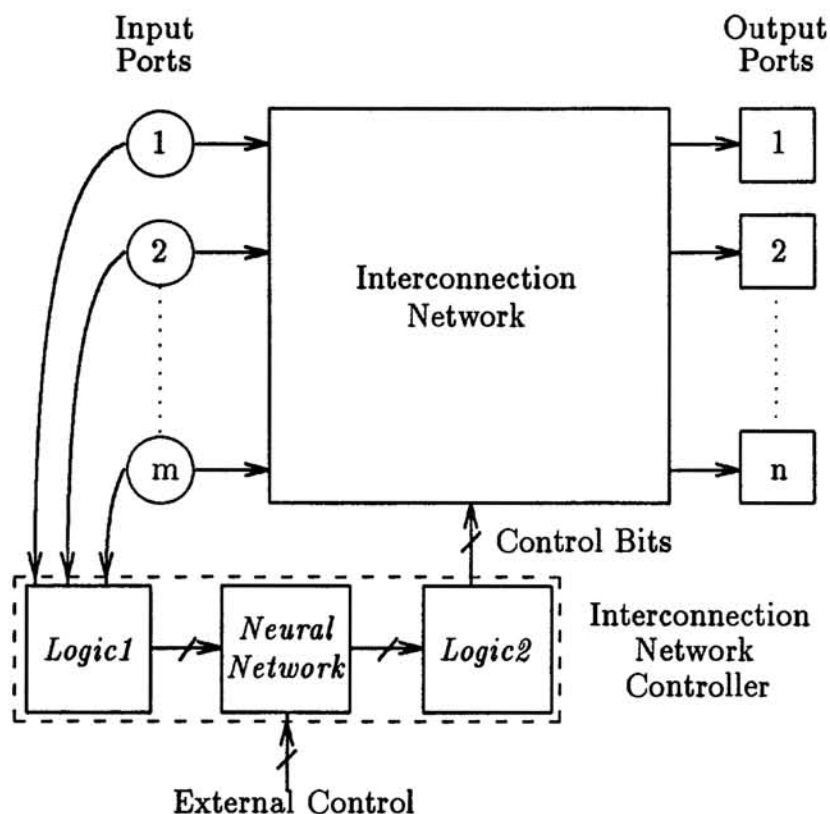 Input
Ports
Output
Ports
1
1
2
2
Interconnection
Network
m
n
Control Bits
Logic1
Neural
Network
Logic2
Interconnection
Network
Controller
External Control